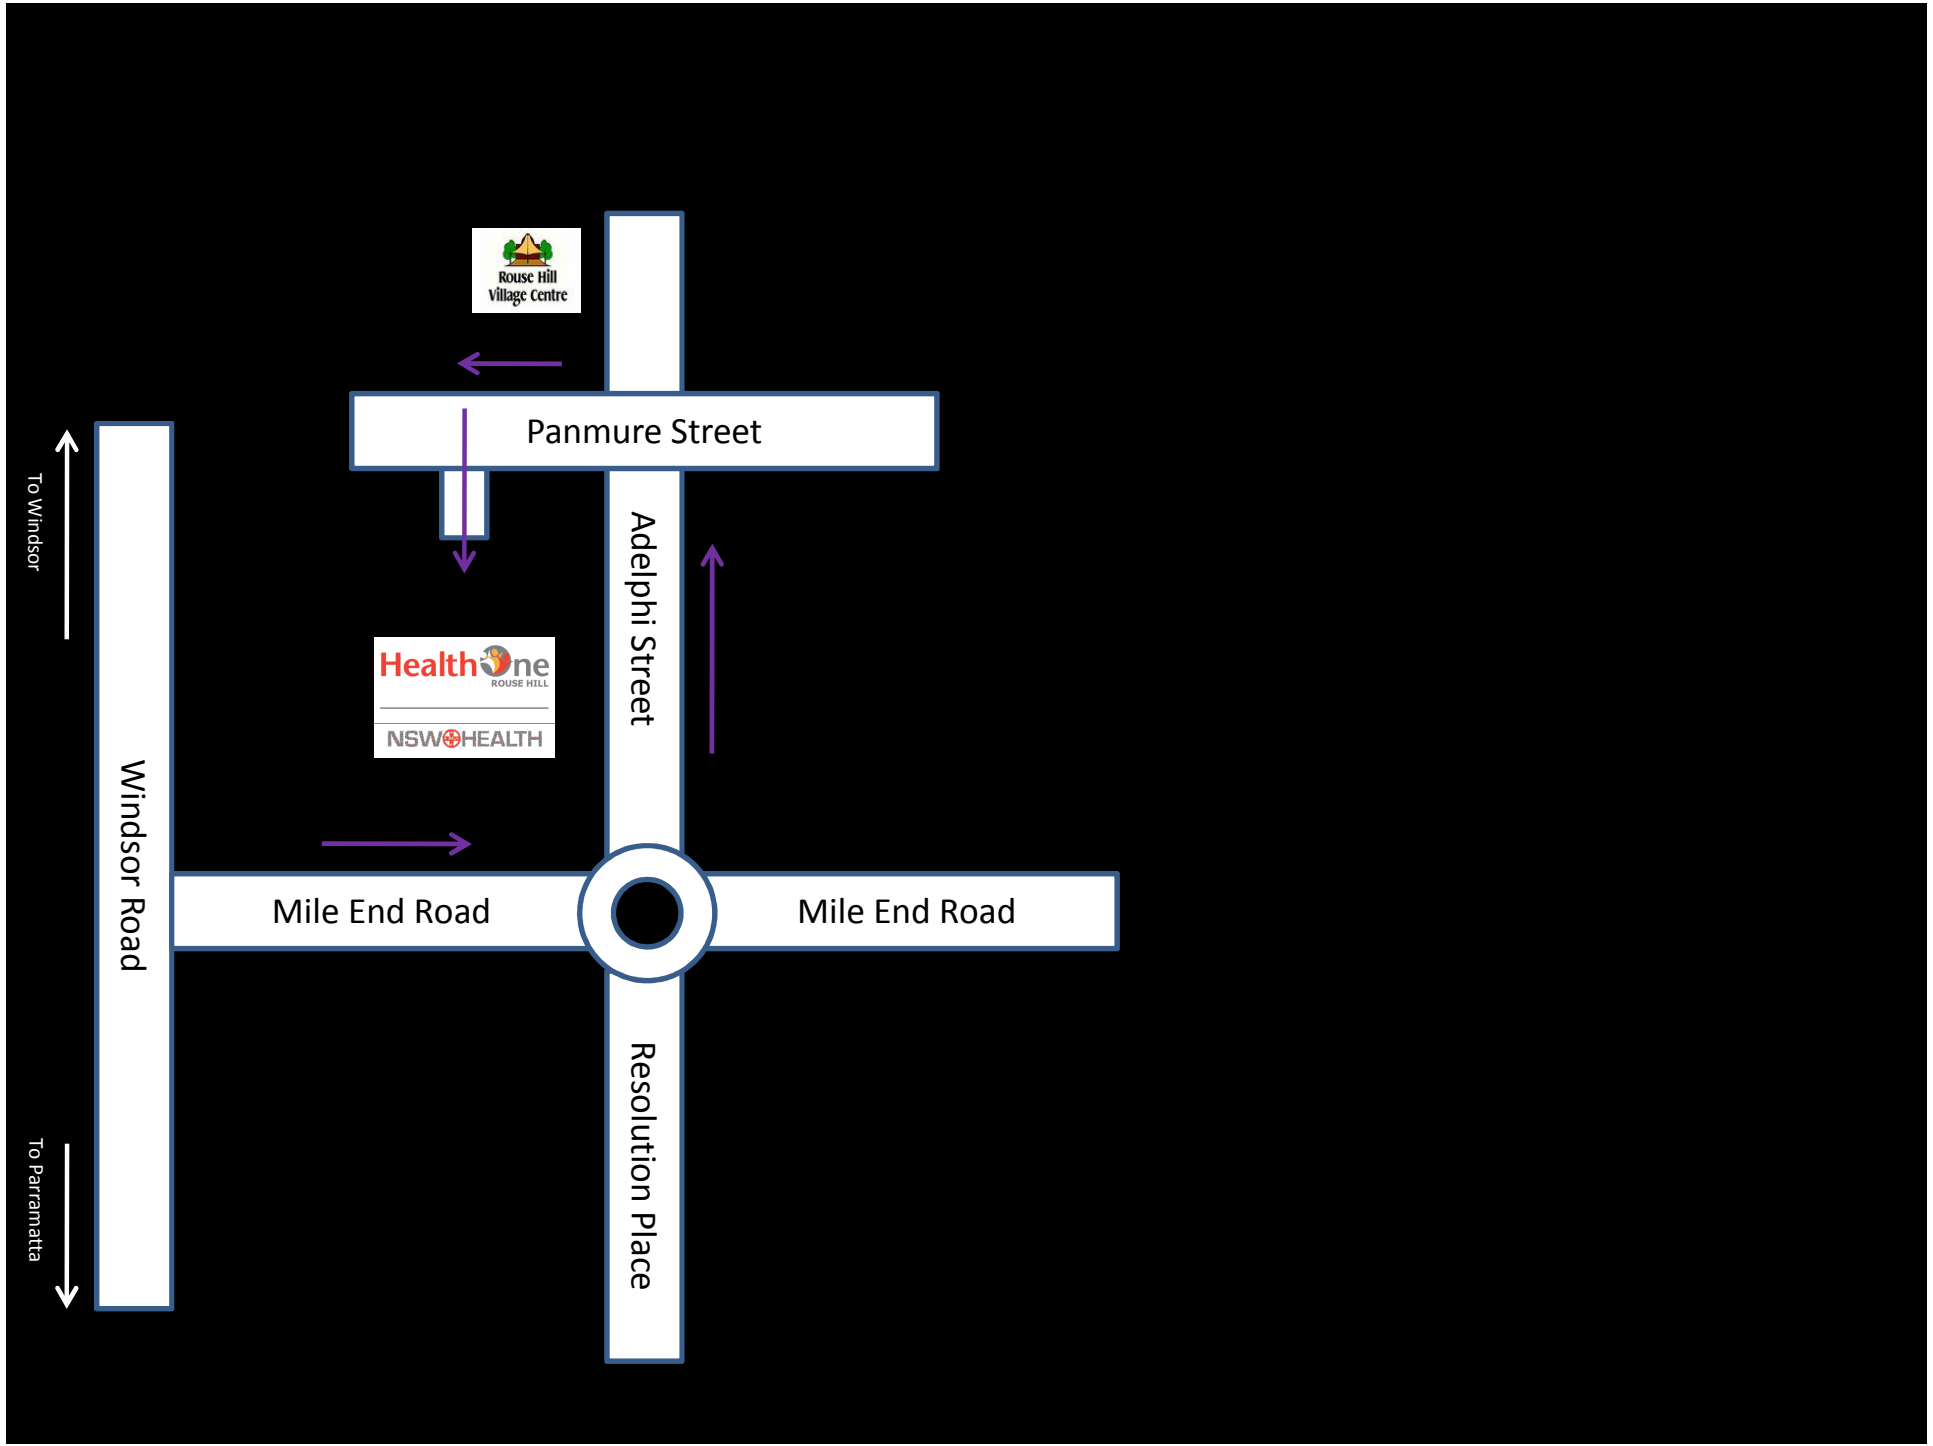 Rouse Hill
Village Centre
Panmure Street
To Windsor
Adelphi Street
HealthOne
ROUSE HILL
NSW HEALTH
Windsor Road
Mile End Road
Mile End Road
Resolution Place
To Parramatta